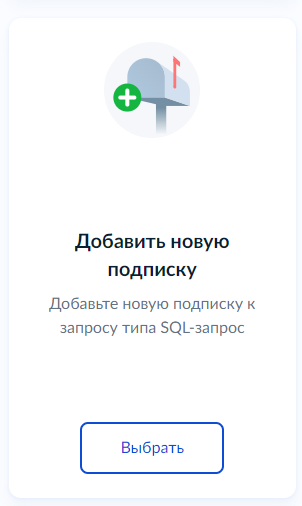 Добавить новую
подписку
Добавьте новую подписку к
запросу типа SQL-запрос
Выбрать